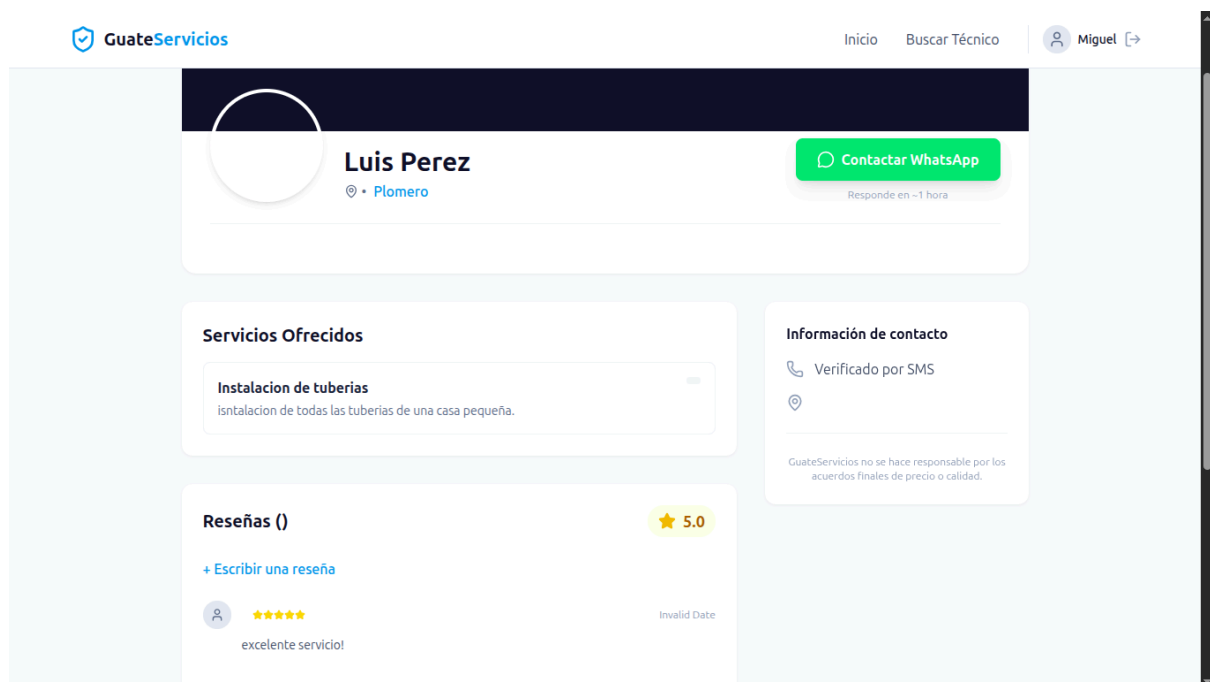 GuateServicios
Inicio
Buscar Técnico
Miguel
Luis Perez
• Plomero
Contactar WhatsApp
Responde en ~1 hora
Servicios Ofrecidos
Instalacion de tuberias
isntalacion de todas las tuberias de una casa pequeña.
Información de contacto
Verificado por SMS
GuateServicios no se hace responsable por los
acuerdos finales de precio o calidad.
Reseñas ()
5.0
+ Escribir una reseña
Invalid Date
excelente servicio!